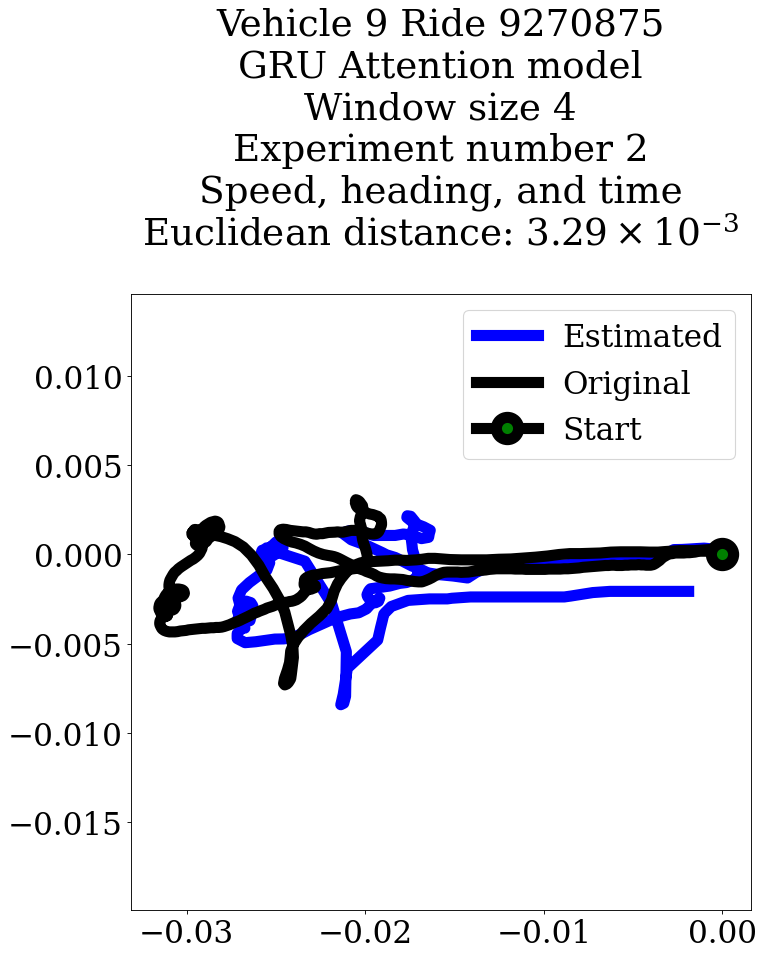 Vehicle 9 Ride 9270875
GRU Attention model
Window size 4
Experiment number 2
Speed, heading, and time
Euclidean distance: 3.29 × 10⁻³
Estimated
Original
Start
0.010
0.005
0.000
−0.005
−0.010
−0.015
−0.03 −0.02 −0.01 0.00